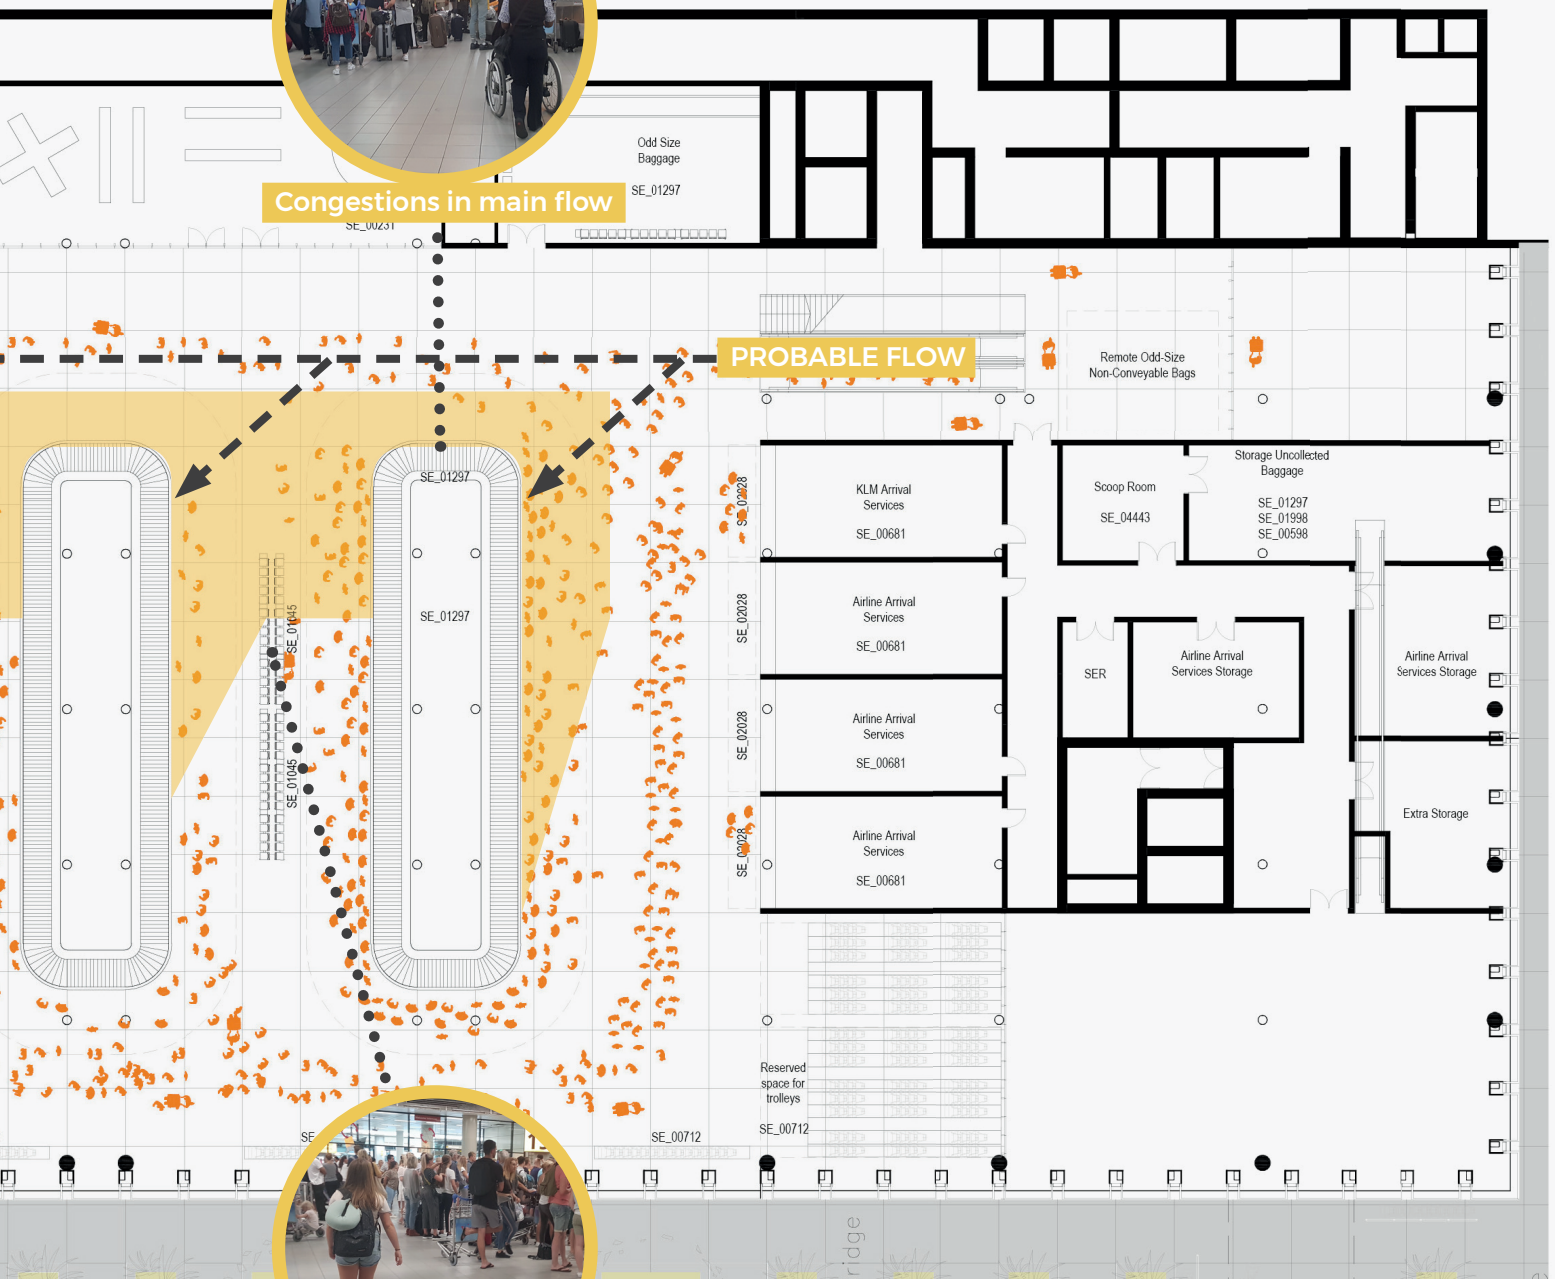 Odd Size
Baggage
SE_01297
Congestions in main flow
SE_00231
PROBABLE FLOW
Remote Odd-Size
Non-Conveyable Bags
SE_01297
SE_01297
SE_01045
SE_01045
SE_02028
SE_02028
SE_02028
SE_02028
KLM Arrival
Services
SE_00681
Airline Arrival
Services
SE_00681
Airline Arrival
Services
SE_00681
Airline Arrival
Services
SE_00681
Scoop Room
SE_04443
Storage Uncollected
Baggage
SE_01297
SE_01998
SE_00598
SER
Airline Arrival
Services Storage
Airline Arrival
Services Storage
Extra Storage
Reserved
space for
trolleys
SE_00712
SE_00712
SE
ridge